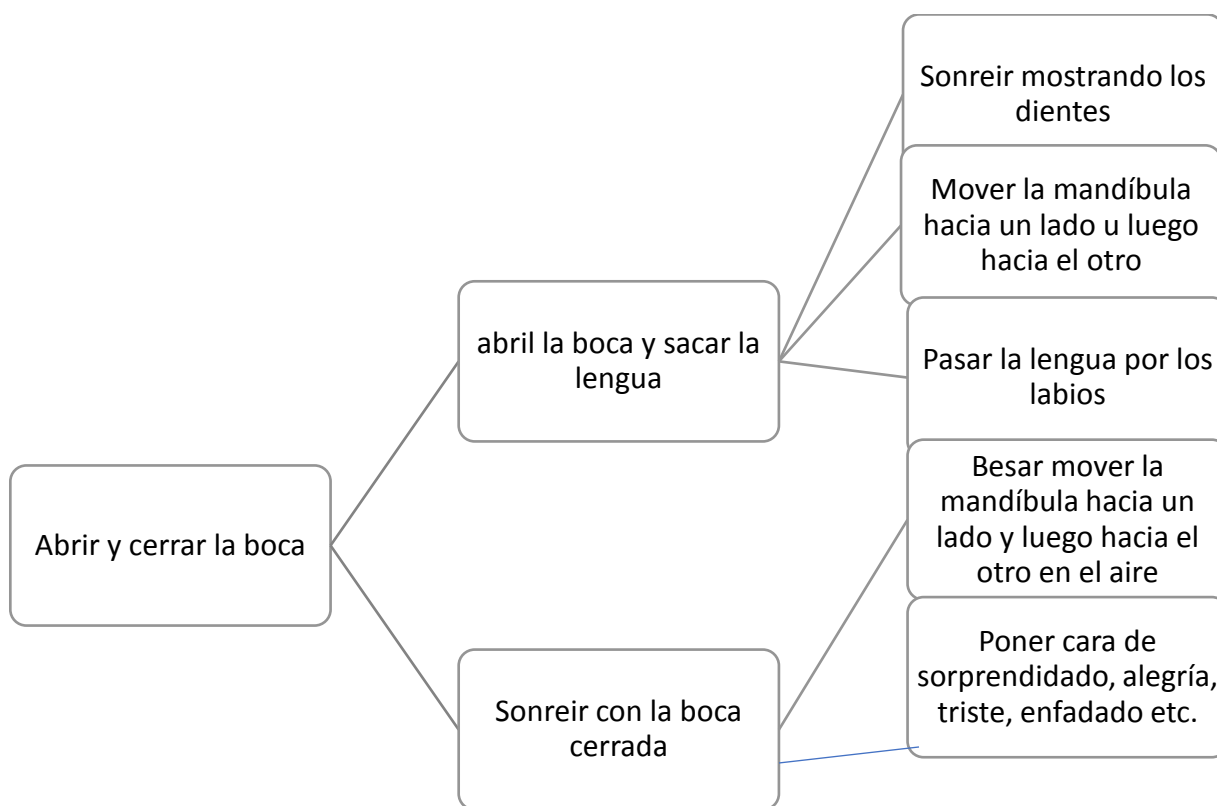 Abrir y cerrar la boca
abril la boca y sacar la
lengua
Sonreir con la boca
cerrada
Sonreir mostrando los
dientes
Mover la mandíbula
hacia un lado u luego
hacia el otro
Pasar la lengua por los
labios
Besar mover la
mandíbula hacia un
lado y luego hacia el
otro en el aire
Poner cara de
sorprendidado, alegría,
triste, enfadado etc.